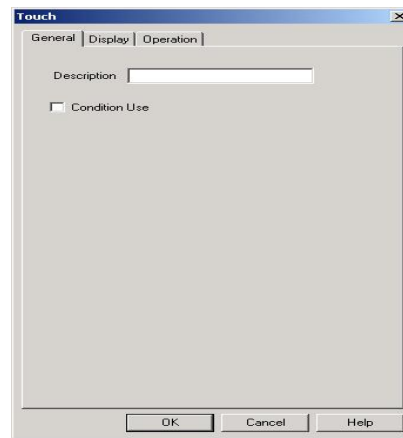 Touch
General Display Operation
Description
Condition Use
OK Cancel Help